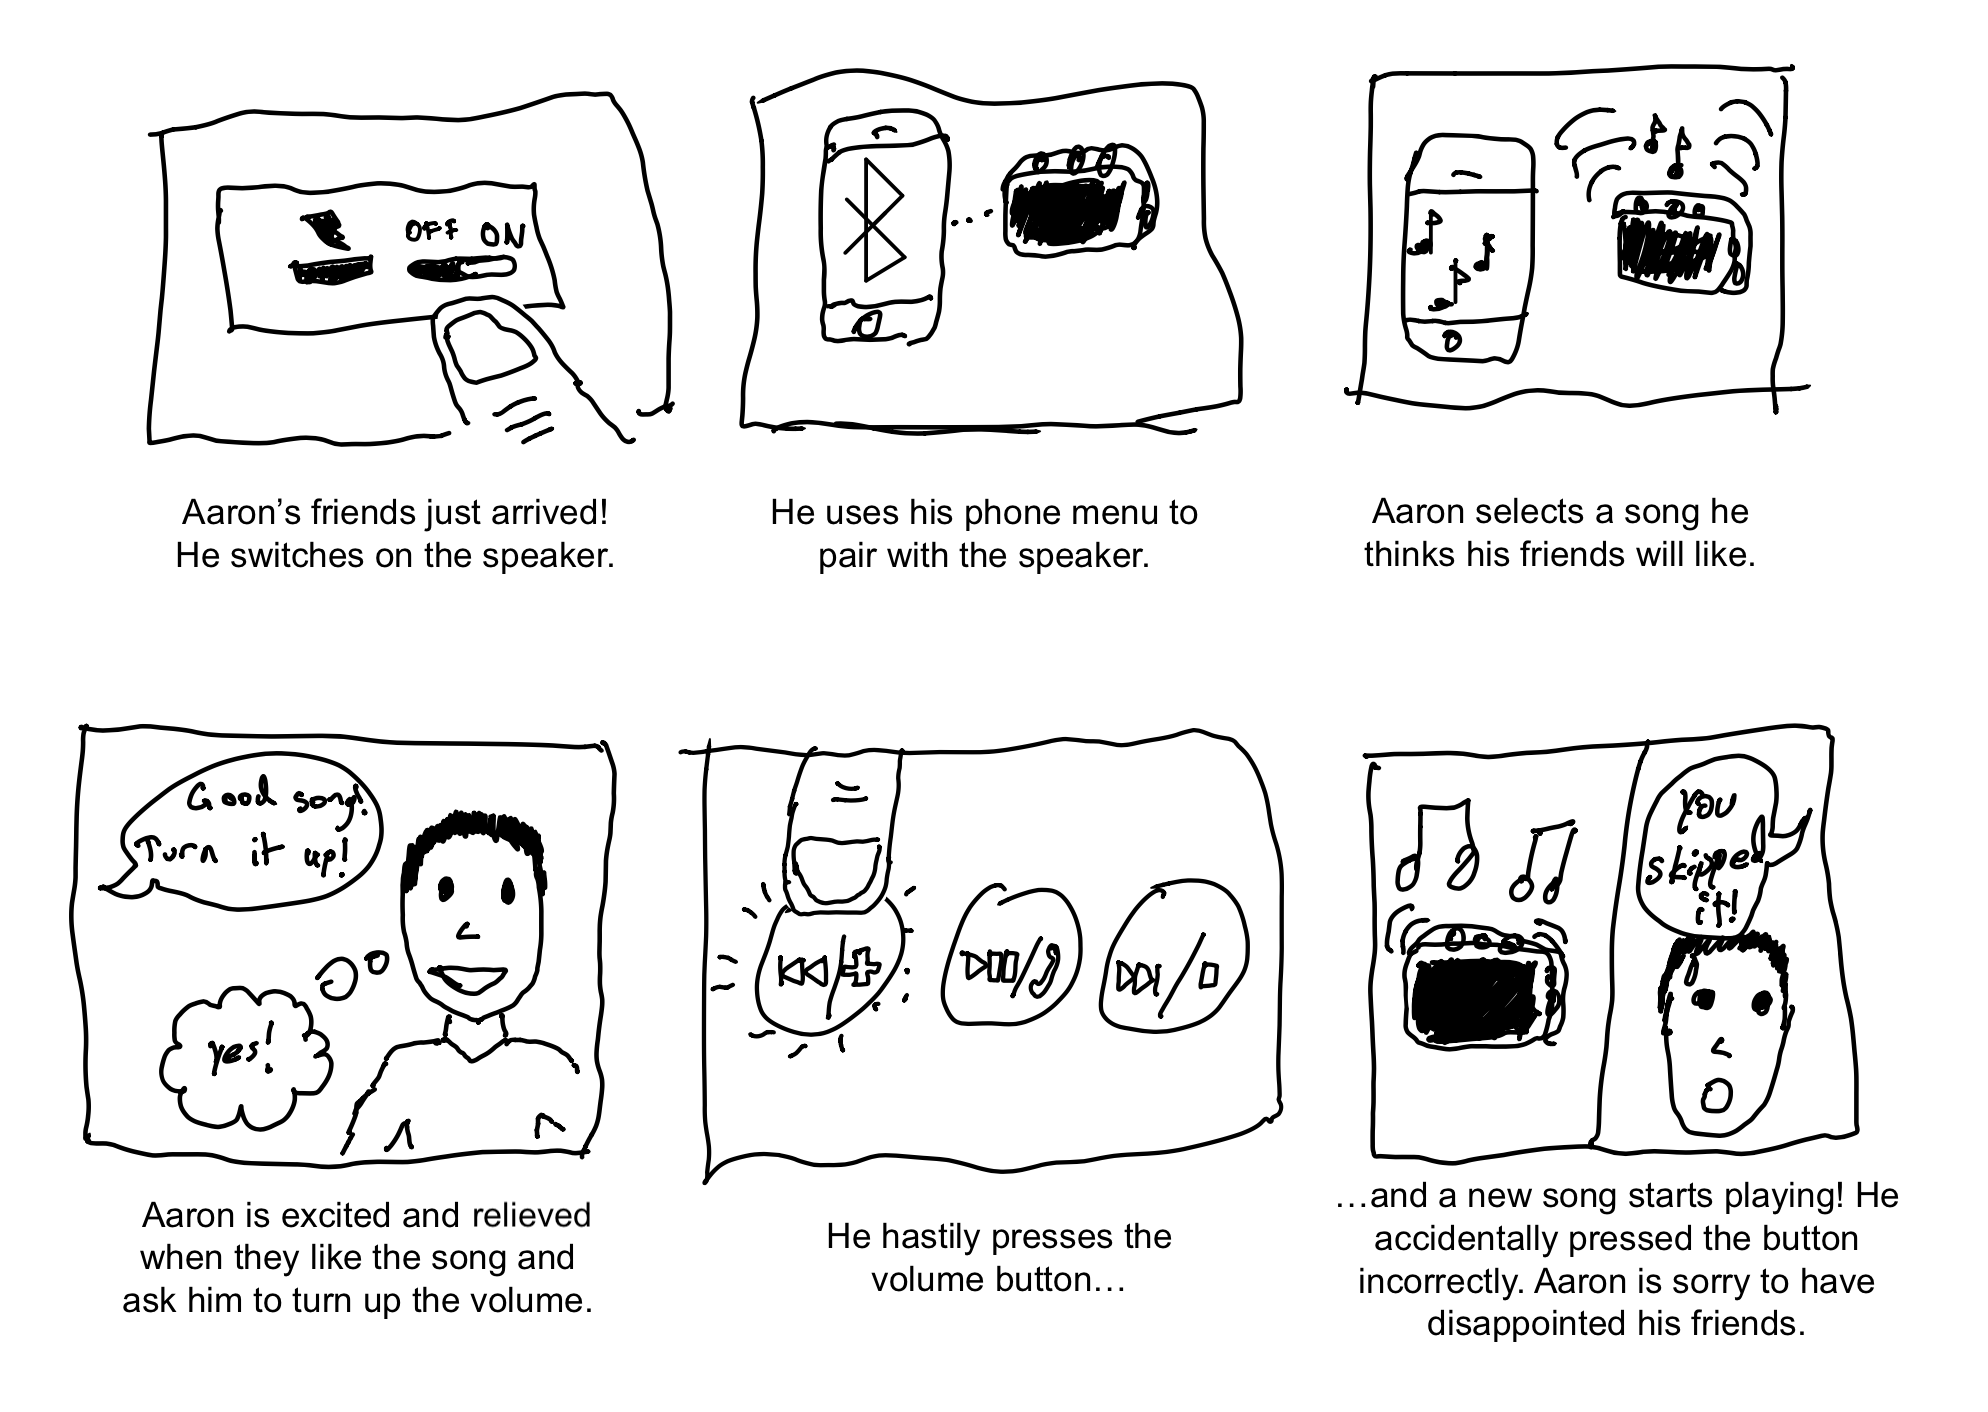 OFF ON
Aaron’s friends just arrived!
He switches on the speaker.
He uses his phone menu to
pair with the speaker.
Aaron selects a song he
thinks his friends will like.
Good song!
Turn it up!
yes!
Aaron is excited and relieved
when they like the song and
ask him to turn up the volume.
He hastily presses the
volume button…
You
skipped
it!
…and a new song starts playing! He
accidentally pressed the button
incorrectly. Aaron is sorry to have
disappointed his friends.